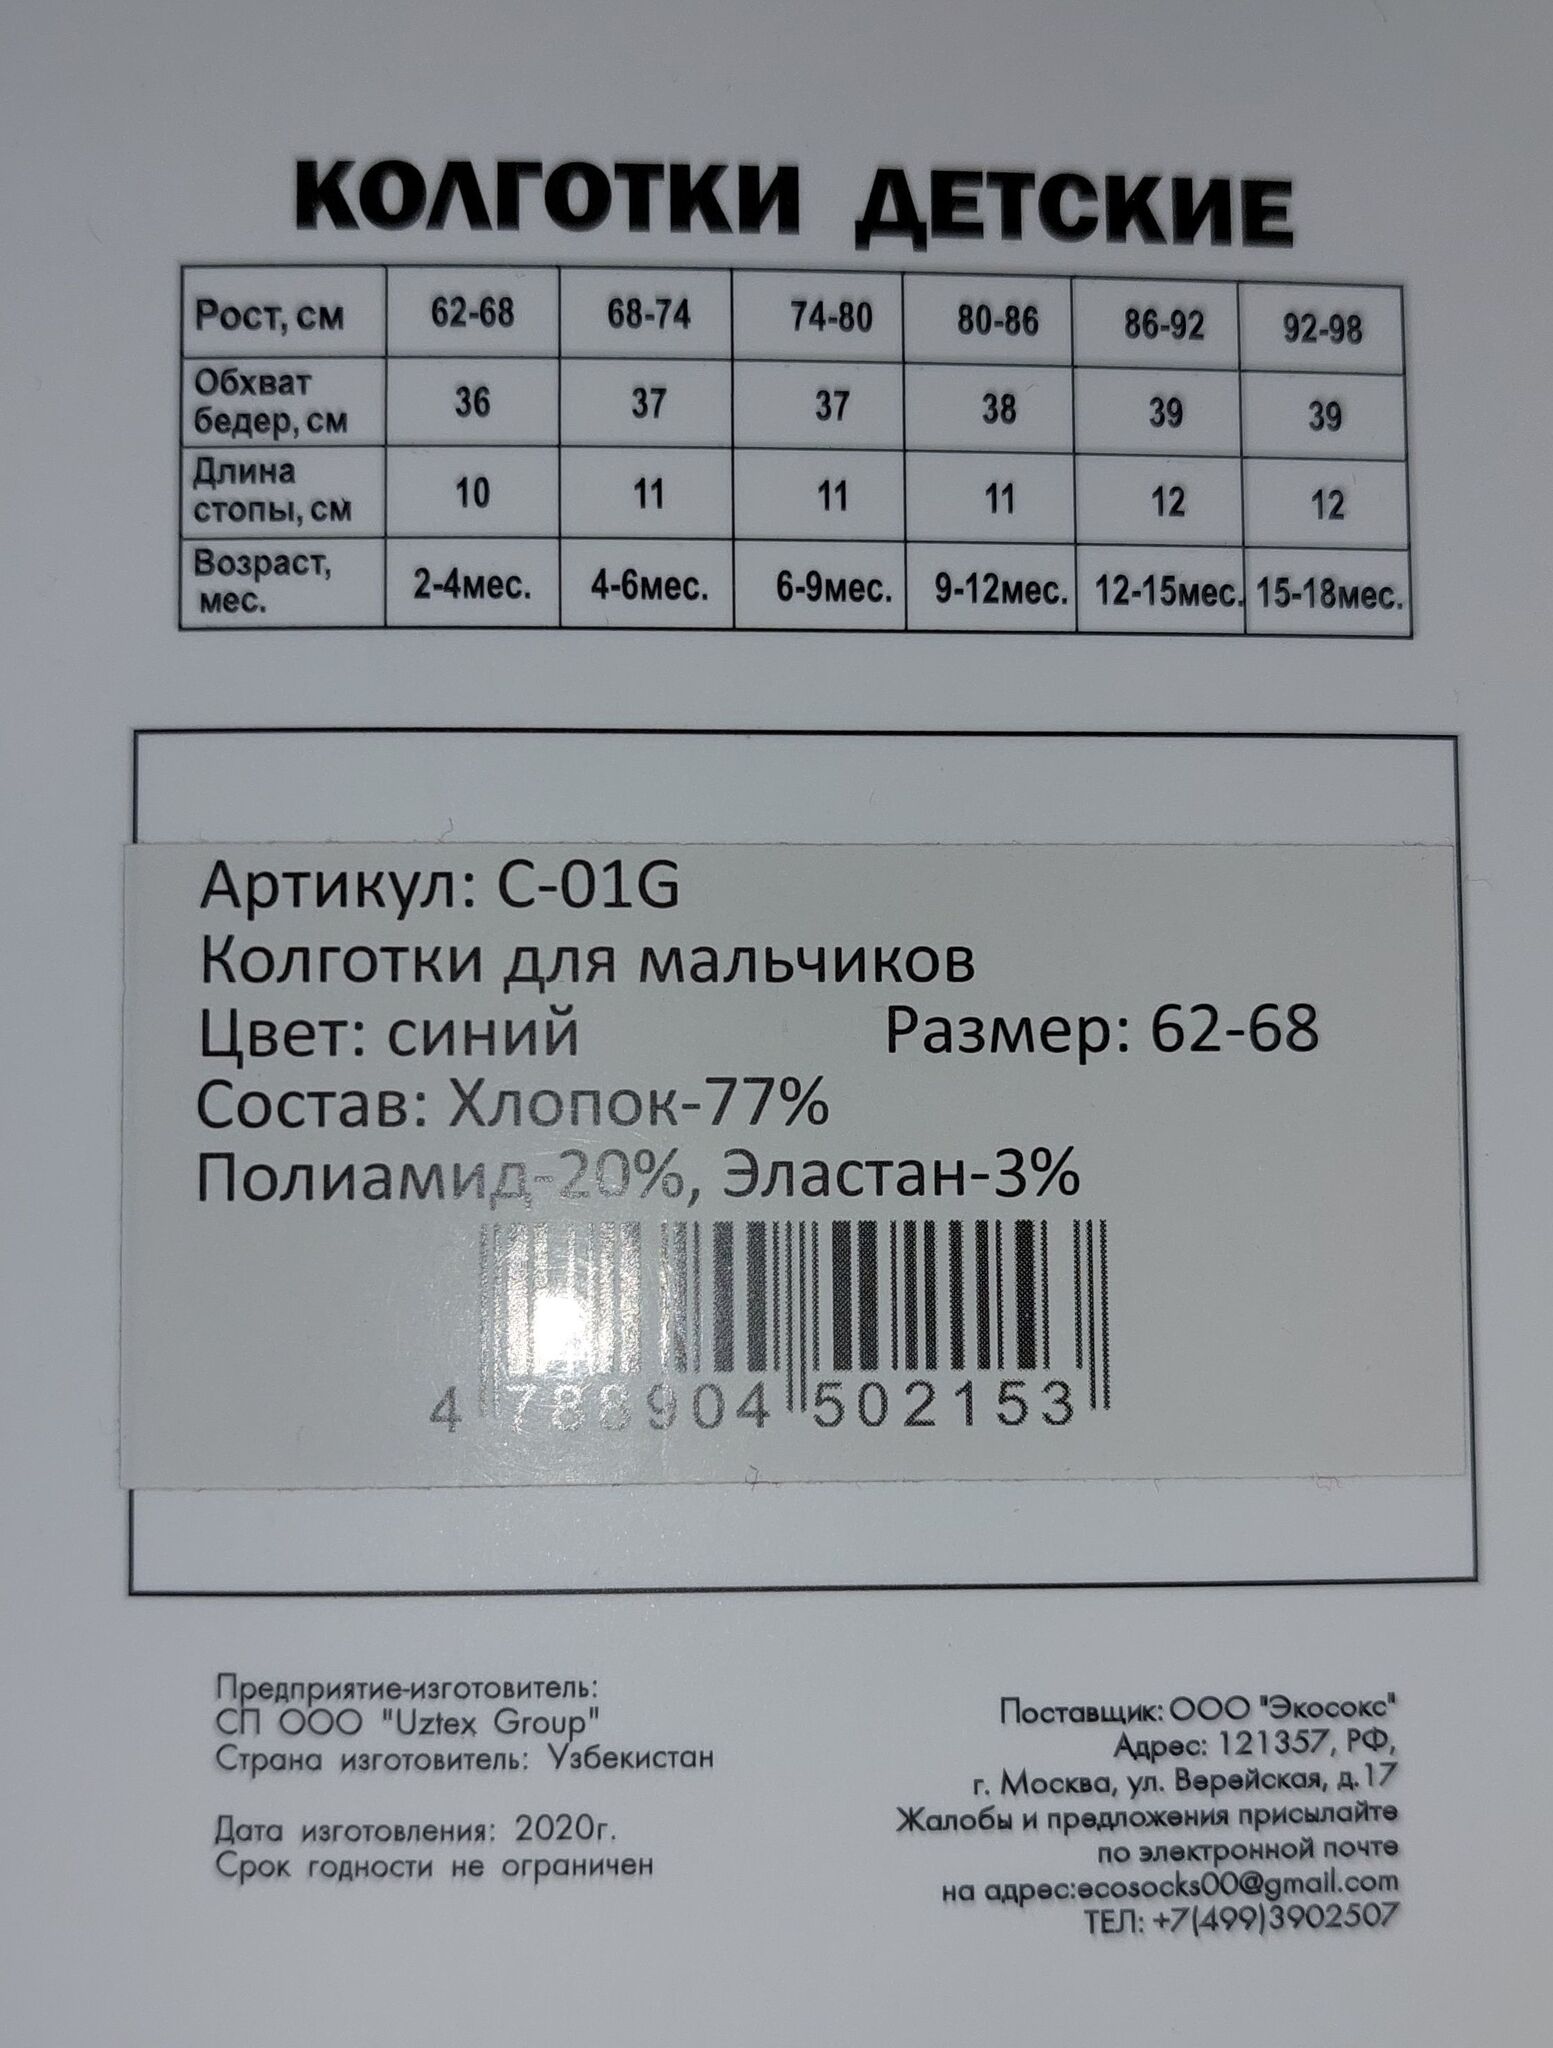 КОЛГОТКИ ДЕТСКИЕ
Рост, см 62-68 68-74 74-80 80-86 86-92 92-98
Обхват бедер, см 36 37 37 38 39 39
Длина стопы, см 10 11 11 11 12 12
Возраст, мес. 2-4мес. 4-6мес. 6-9мес. 9-12мес. 12-15мес. 15-18мес.
Артикул: C-01G
Колготки для мальчиков
Цвет: синий Размер: 62-68
Состав: Хлопок-77%
Полиамид-20%, Эластан-3%
4 788904 502153
Предприятие-изготовитель:
СП ООО "Uztex Group"
Страна изготовитель: Узбекистан
Дата изготовления: 2020г.
Срок годности не ограничен
Поставщик: ООО "Экосокс"
Адрес: 121357, РФ,
г. Москва, ул. Верейская, д.17
Жалобы и предложения присылайте
по электронной почте
на адрес:ecosocks00@gmail.com
ТЕЛ: +7(499)3902507